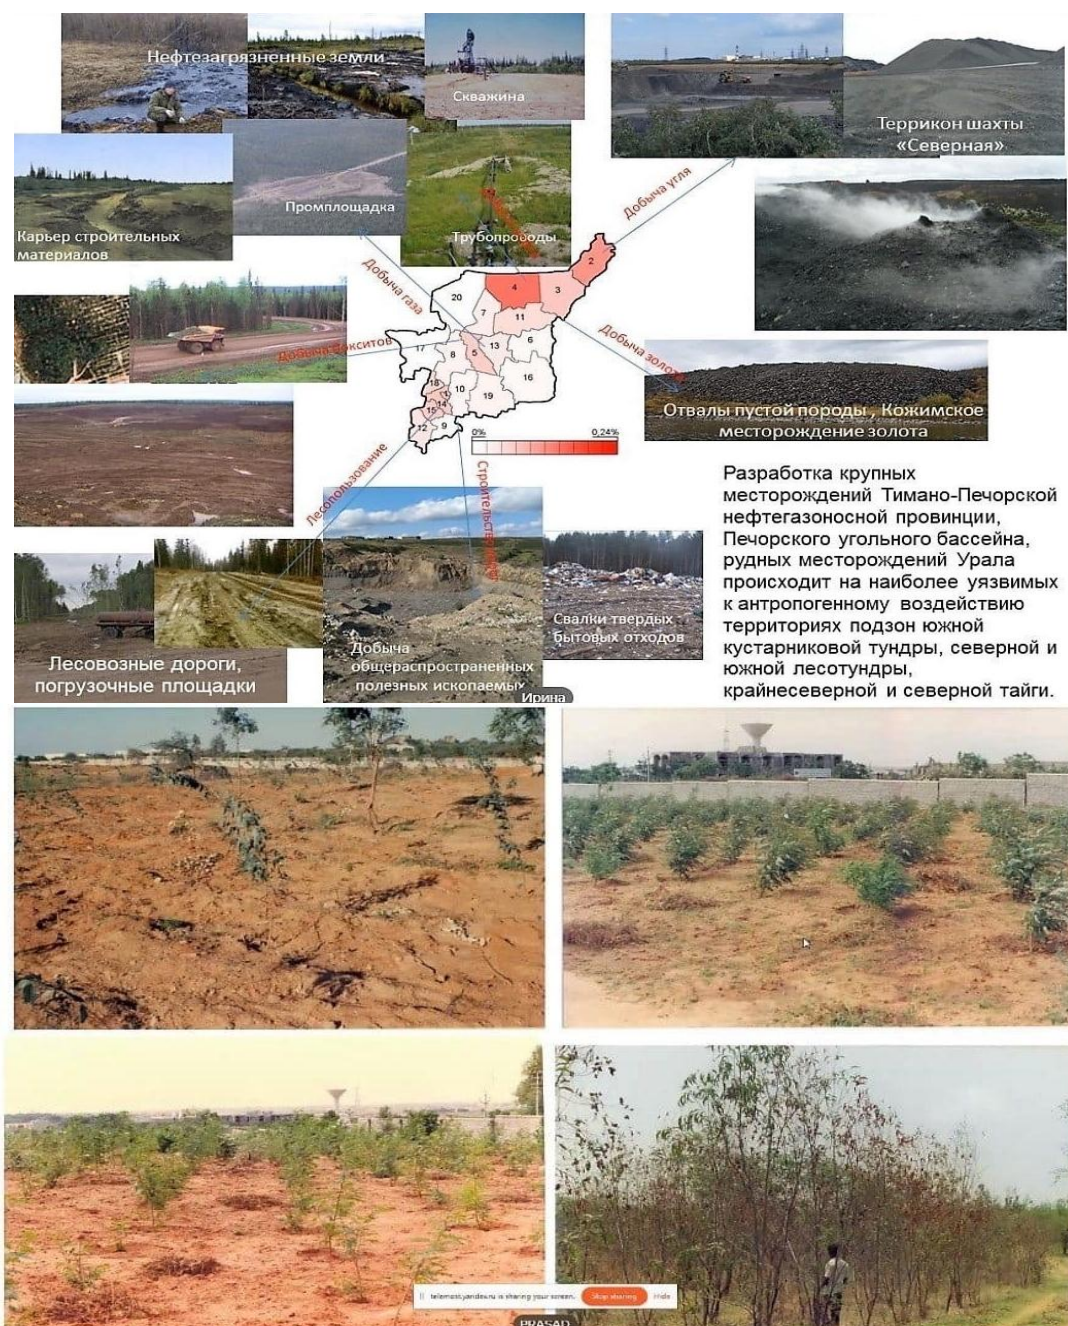 Нефтезагрязненные земли
Скважина
Террикон шахты
«Северная»
Промплощадка
Карьер строительных
материалов
Трубопроводы
Добыча угля
Добыча газа
Добыча бокситов
Добыча золота
2
4
3
20
7
11
17
13
6
8
5
16
18
10
19
1
14
15
12
9
0%
0,24%
Отвалы пустой породы , Кожимское
месторождение золота
Лесопользование
Лесовозные дороги,
погрузочные площадки
Добыча
общераспространенных
полезных ископаемых
Свалки твердых
бытовых отходов
Ирина
Разработка крупных
месторождений Тимано-Печорской
нефтегазоносной провинции,
Печорского угольного бассейна,
рудных месторождений Урала
происходит на наиболее уязвимых
к антропогенному воздействию
территориях подзон южной
кустарниковой тундры, северной и
южной лесотундры,
крайнесеверной и северной тайги.
telemost.yandex.ru is sharing your screen.
Stop sharing
Hide
PRASAD